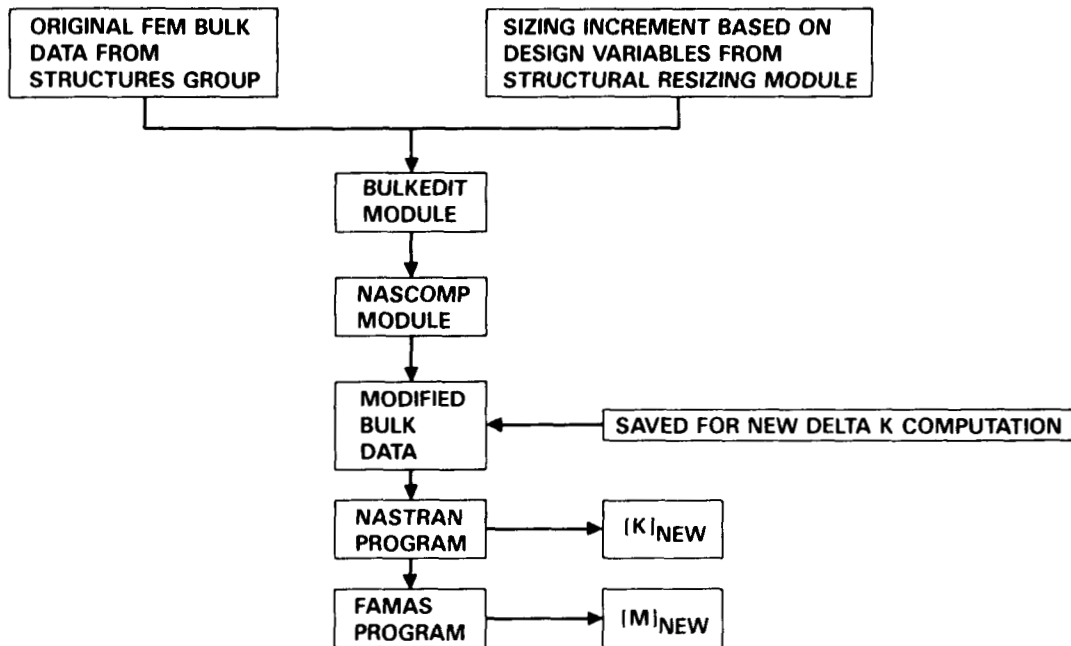 ORIGINAL FEM BULK
DATA FROM
STRUCTURES GROUP
SIZING INCREMENT BASED ON
DESIGN VARIABLES FROM
STRUCTURAL RESIZING MODULE
BULKEDIT
MODULE
NASCOMP
MODULE
MODIFIED
BULK
DATA
SAVED FOR NEW DELTA K COMPUTATION
NASTRAN
PROGRAM
[K]NEW
FAMAS
PROGRAM
[M]NEW